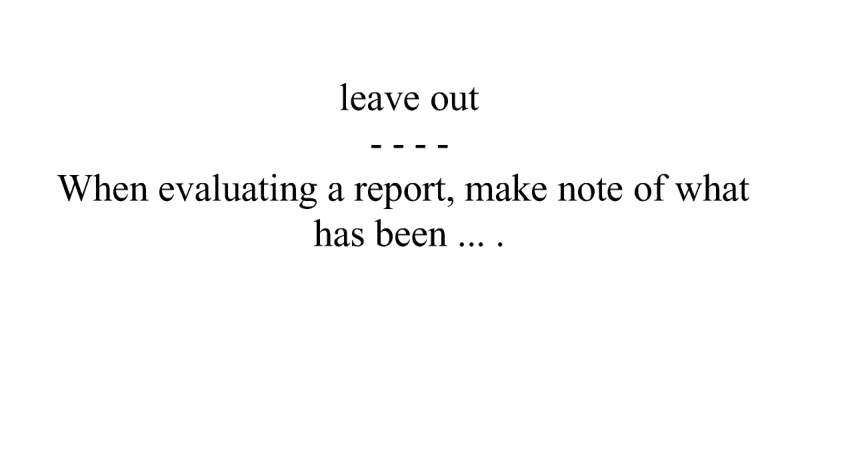 leave out
- - - -
When evaluating a report, make note of what
has been ... .